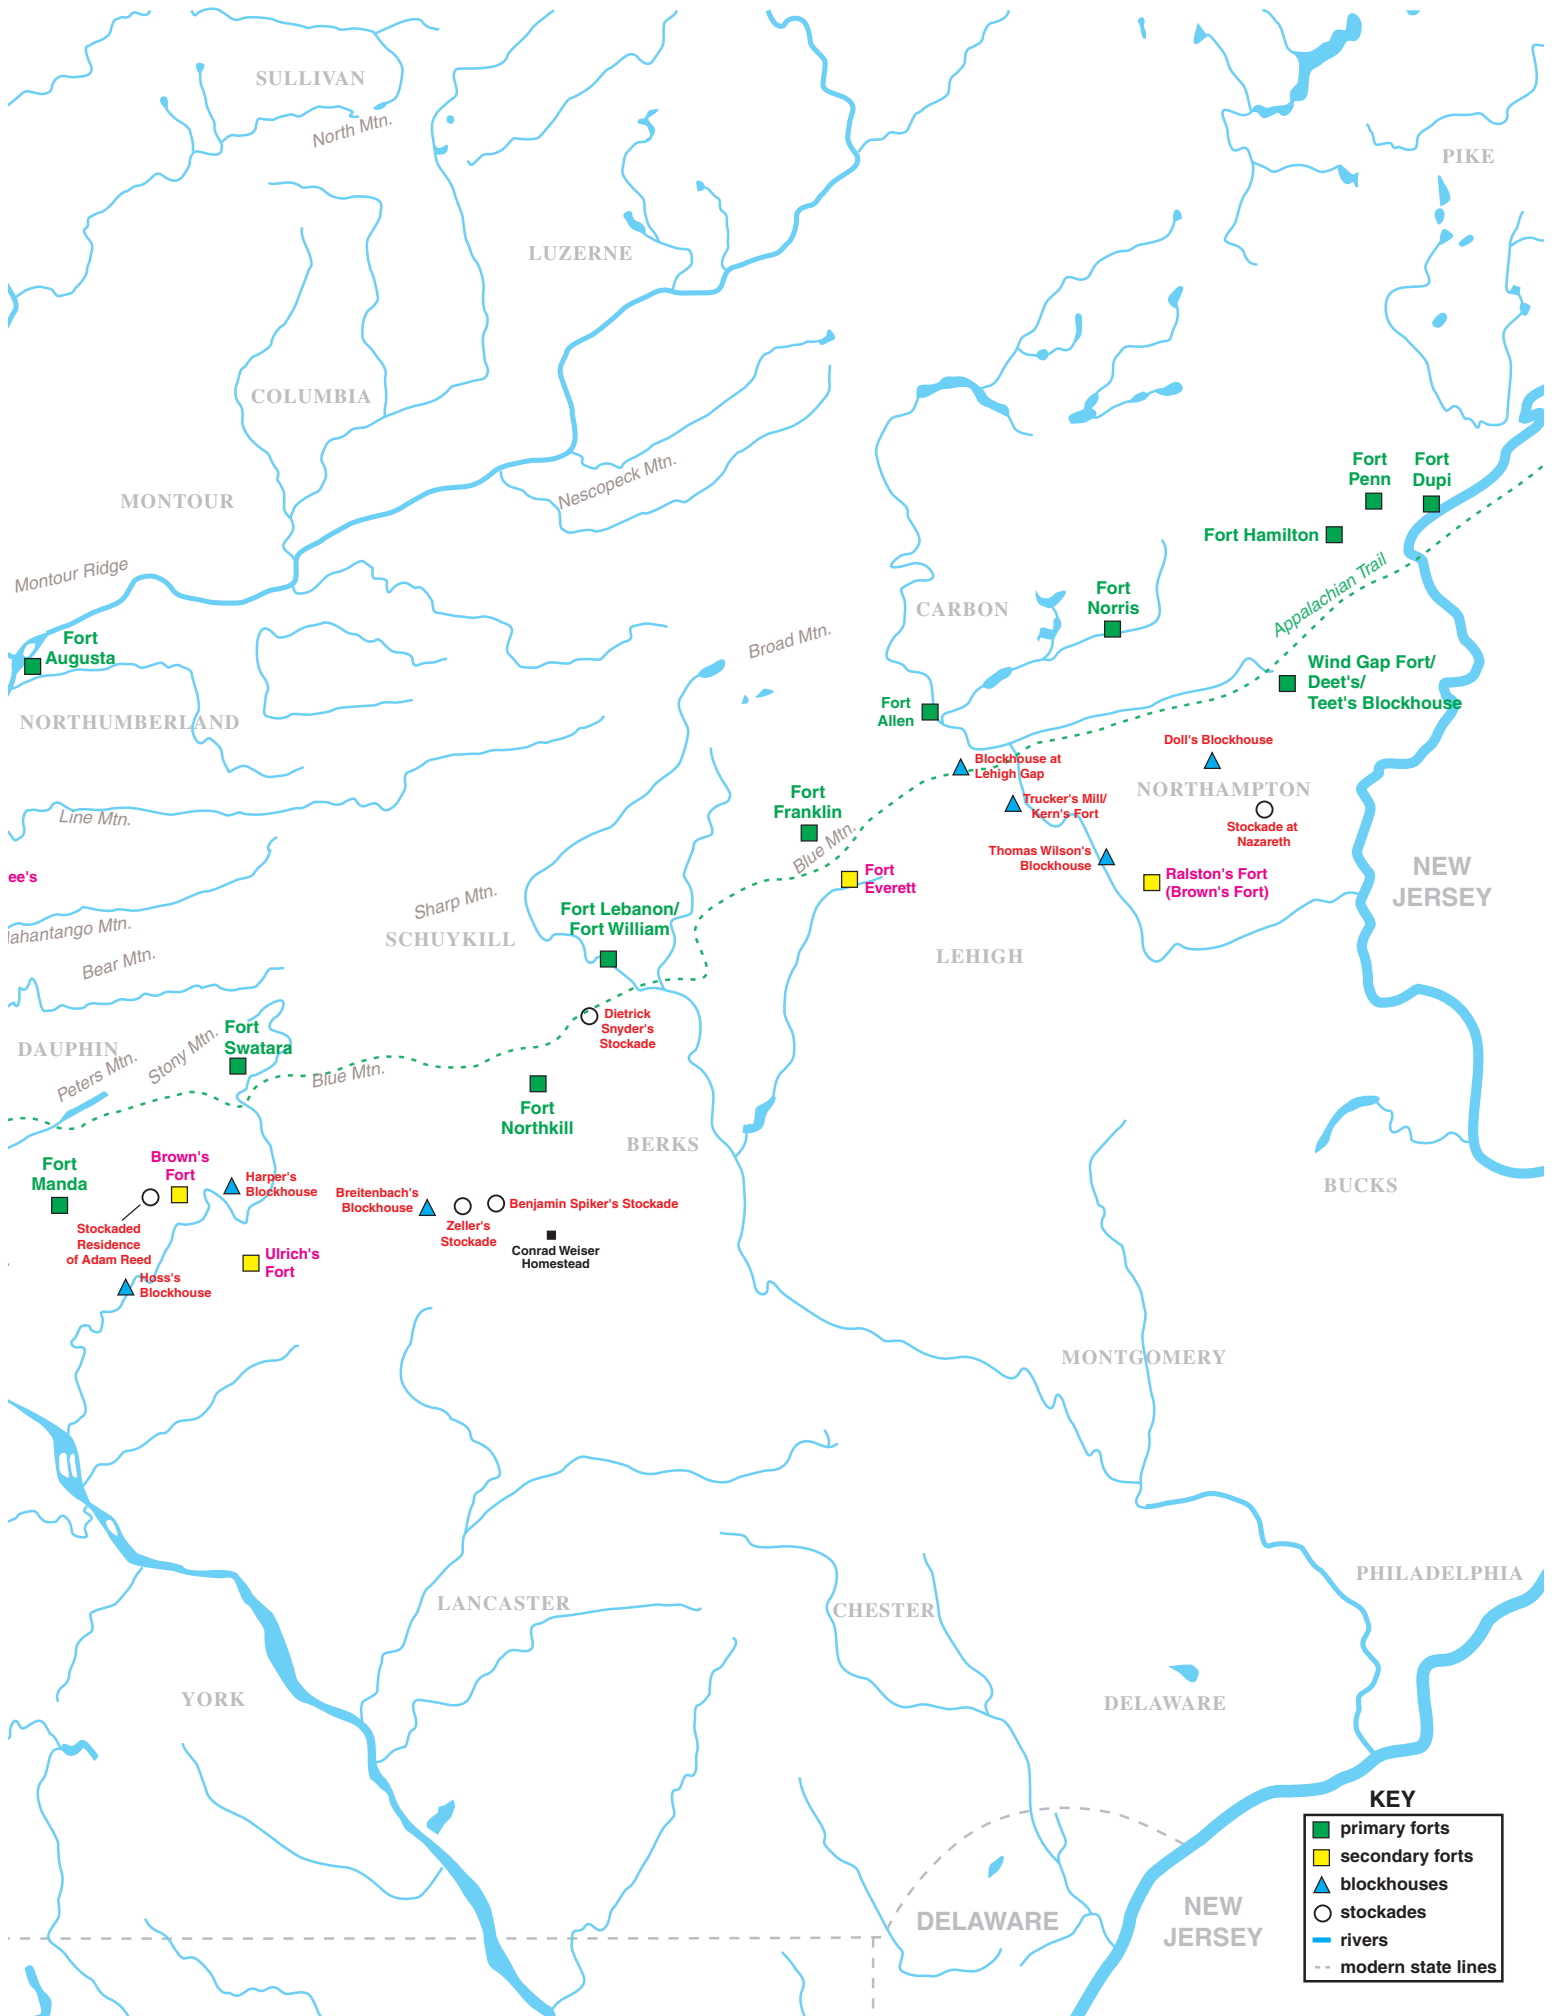 SULLIVAN
North Mtn.
PIKE
LUZERNE
COLUMBIA
Nescopeck Mtn.
MONTOUR
Fort
Penn
Fort
Dupi
Fort Hamilton
Montour Ridge
Appalachian Trail
Fort
Norris
CARBON
Fort
Augusta
Broad Mtn.
Wind Gap Fort/
Deet's/
Teet's Blockhouse
Fort
Allen
NORTHUMBERLAND
Doll's Blockhouse
Blockhouse at
Lehigh Gap
NORTHAMPTON
Fort
Franklin
Trucker's Mill/
Kern's Fort
Line Mtn.
Stockade at
Nazareth
Blue Mtn.
Thomas Wilson's
Blockhouse
ee's
Fort
Everett
Ralston's Fort
(Brown's Fort)
NEW
JERSEY
Sharp Mtn.
Fort Lebanon/
Fort William
ahantango Mtn.
SCHUYKILL
LEHIGH
Bear Mtn.
Dietrick
Snyder's
Stockade
Fort
Swatara
DAUPHIN
Stony Mtn.
Peters Mtn.
Blue Mtn.
Fort
Northkill
BERKS
Fort
Manda
Brown's
Fort
Harper's
Blockhouse
Breitenbach's
Blockhouse
Benjamin Spiker's Stockade
BUCKS
Stockaded
Residence
of Adam Reed
Zeller's
Stockade
Conrad Weiser
Homestead
Ulrich's
Fort
Hoss's
Blockhouse
MONTGOMERY
PHILADELPHIA
LANCASTER
CHESTER
YORK
DELAWARE
KEY
primary forts
secondary forts
blockhouses
stockades
rivers
modern state lines
DELAWARE
NEW
JERSEY